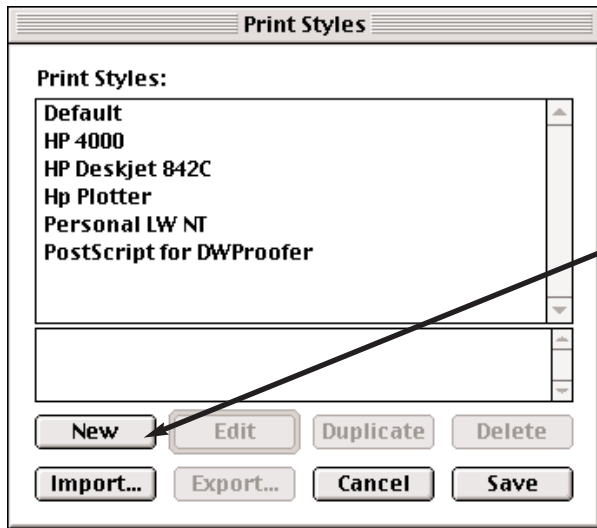 Print Styles
Print Styles:
Default
HP 4000
HP Deskjet 842C
Hp Plotter
Personal LW NT
PostScript for DWProofer
New Edit Duplicate Delete
Import... Export... Cancel Save